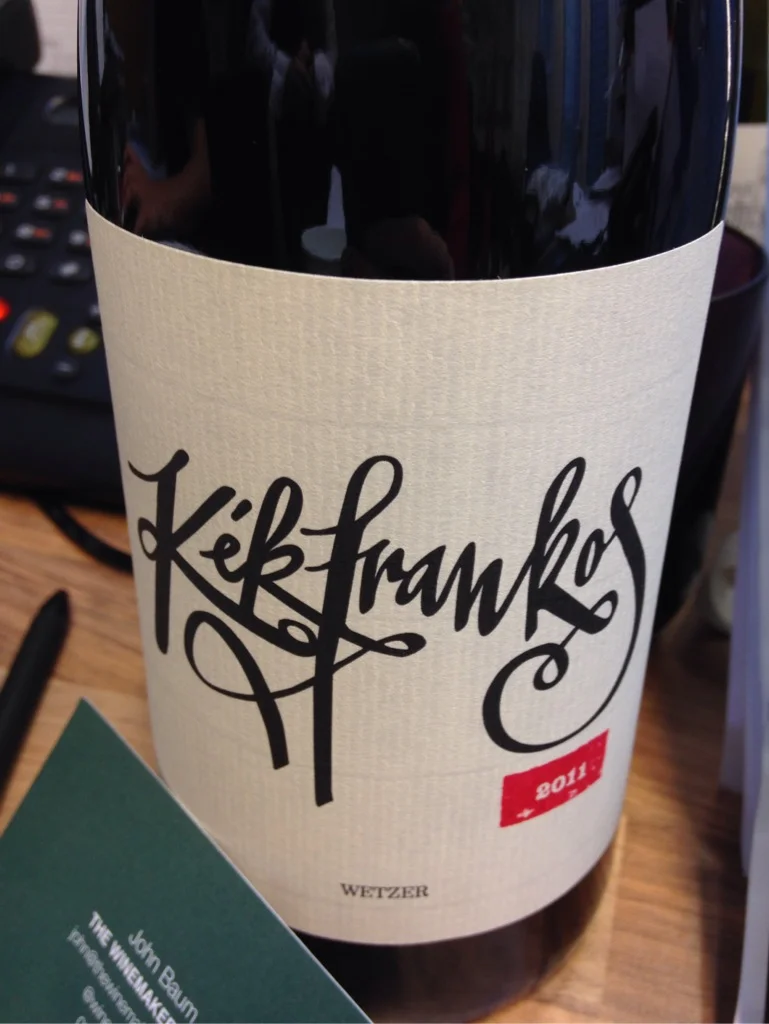 Kékfrankos
2011
WETZER
John Baum
THE WINEMAKER